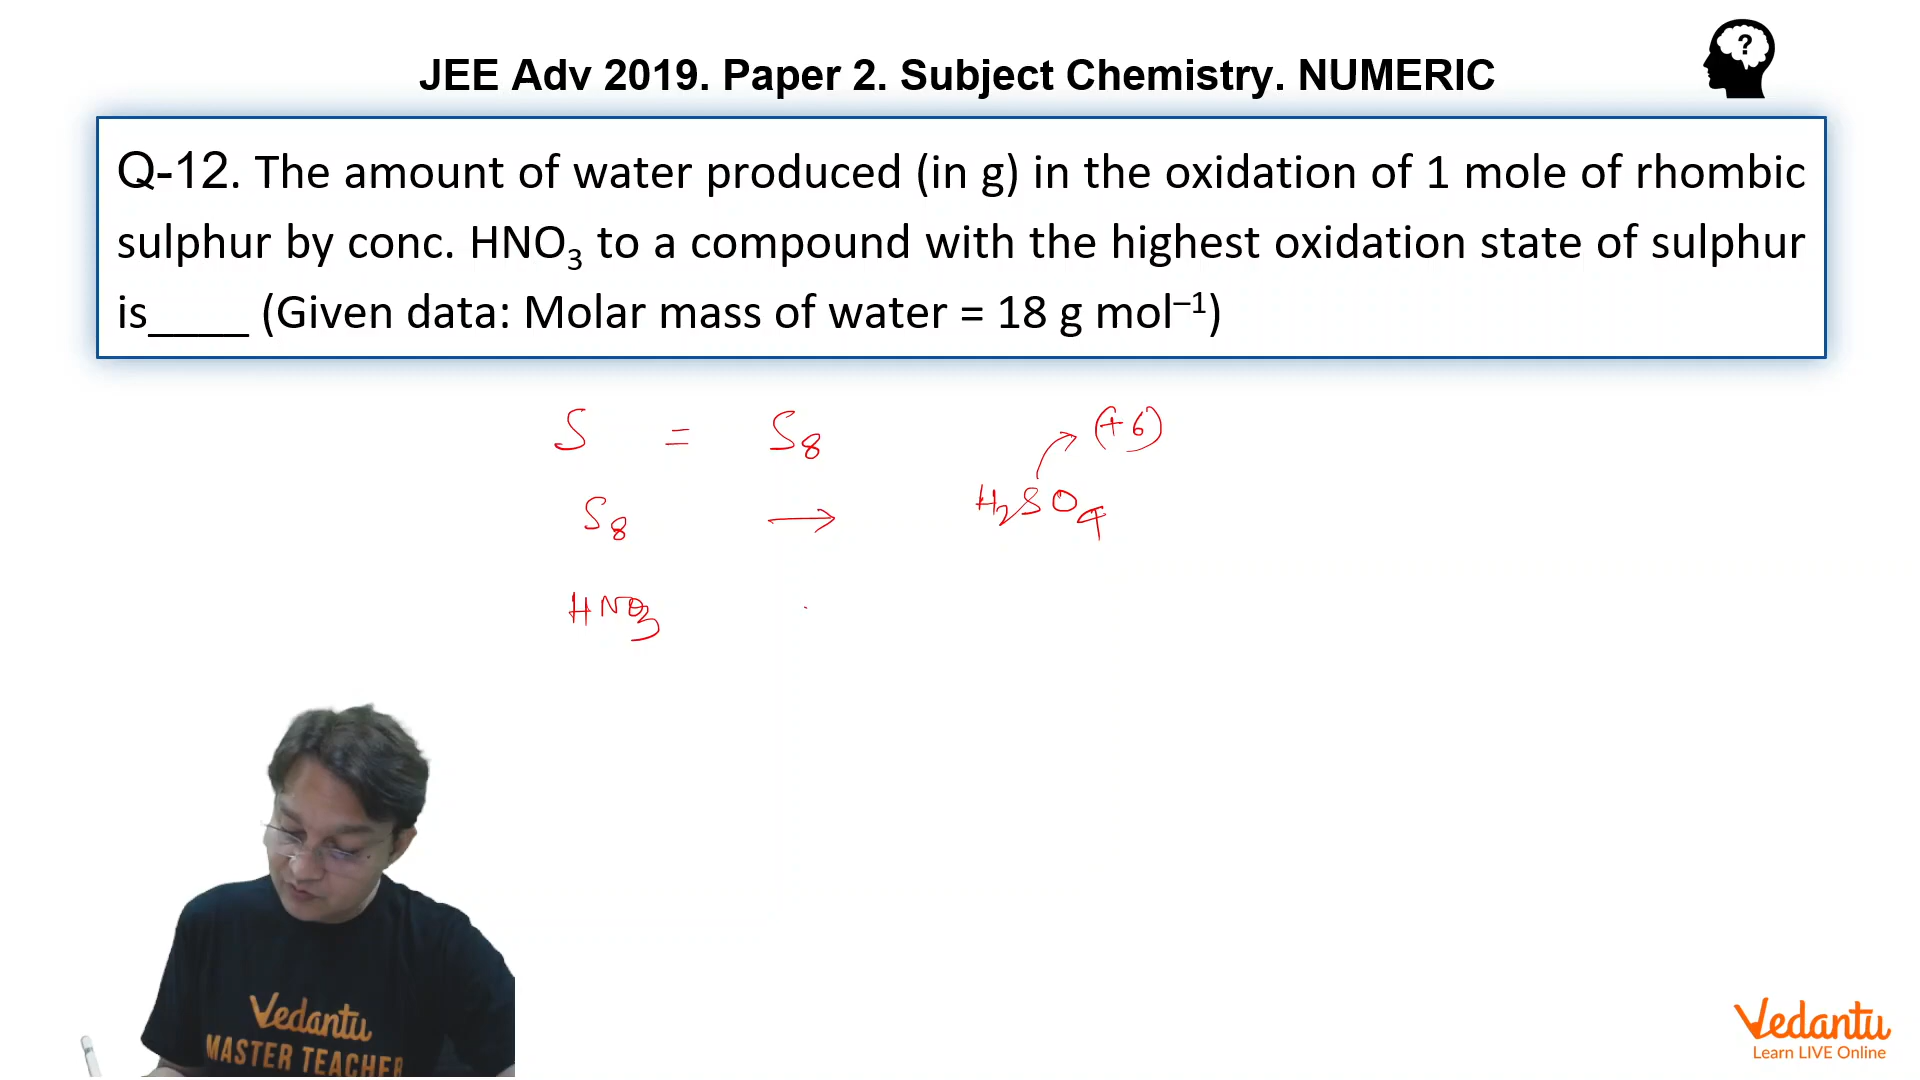 JEE Adv 2019. Paper 2. Subject Chemistry. NUMERIC
?
Q-12. The amount of water produced (in g) in the oxidation of 1 mole of rhombic
sulphur by conc. HNO₃ to a compound with the highest oxidation state of sulphur
is____ (Given data: Molar mass of water = 18 g mol⁻¹)
S = S₈ (+6)
S₈ → H₂SO₄
HNO₃
Vedantu
MASTER TEACHER
Vedantu
Learn LIVE Online